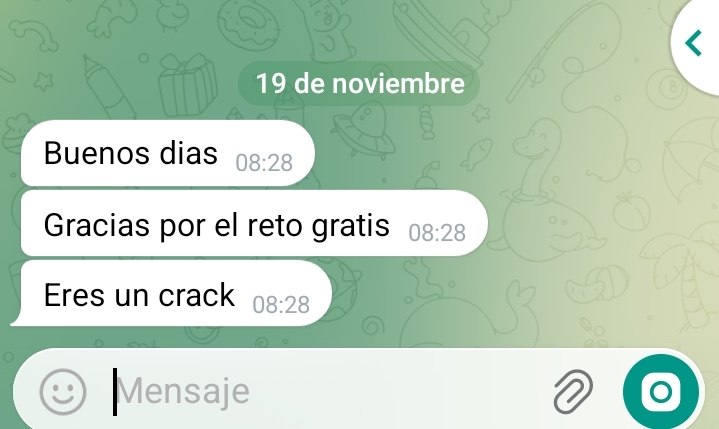 19 de noviembre
Buenos dias 08:28
Gracias por el reto gratis 08:28
Eres un crack 08:28
Mensaje